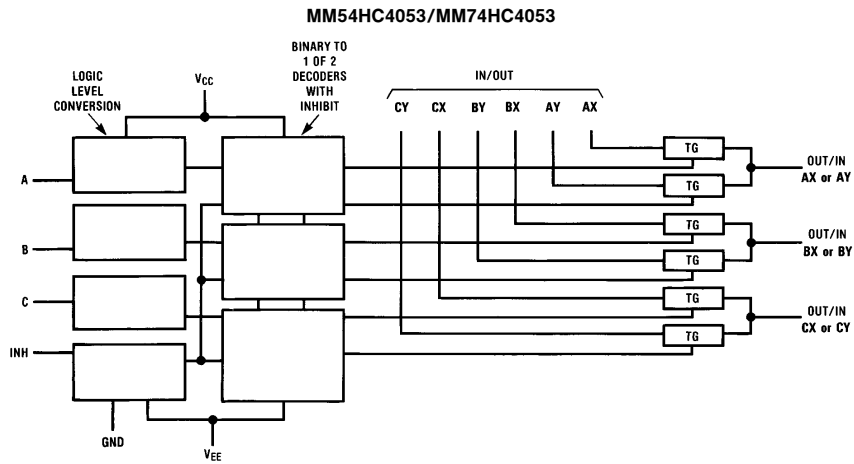 MM54HC4053/MM74HC4053
LOGIC
LEVEL
CONVERSION
VCC
BINARY TO
1 OF 2
DECODERS
WITH
INHIBIT
IN/OUT
CY CX BY BX AY AX
A
B
C
INH
GND
VEE
TG
TG
TG
TG
TG
TG
OUT/IN
AX or AY
OUT/IN
BX or BY
OUT/IN
CX or CY